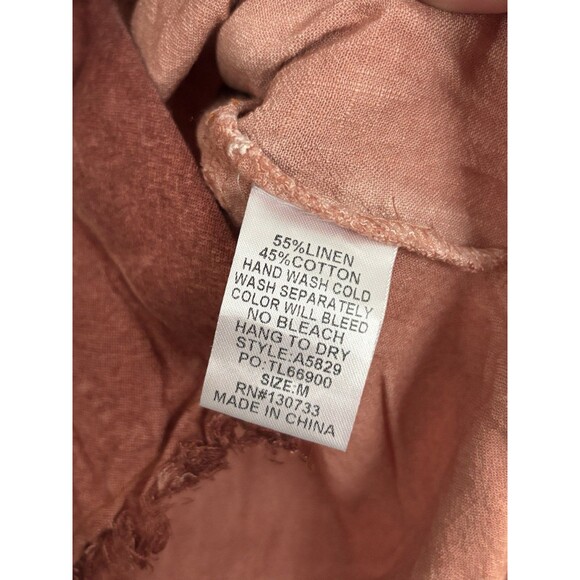 55%LINEN
45%COTTON
HAND WASH COLD
WASH SEPARATELY
COLOR WILL BLEED
NO BLEACH
HANG TO DRY
STYLE:A5829
PO:TL66900
SIZE:M
RN#130733
MADE IN CHINA